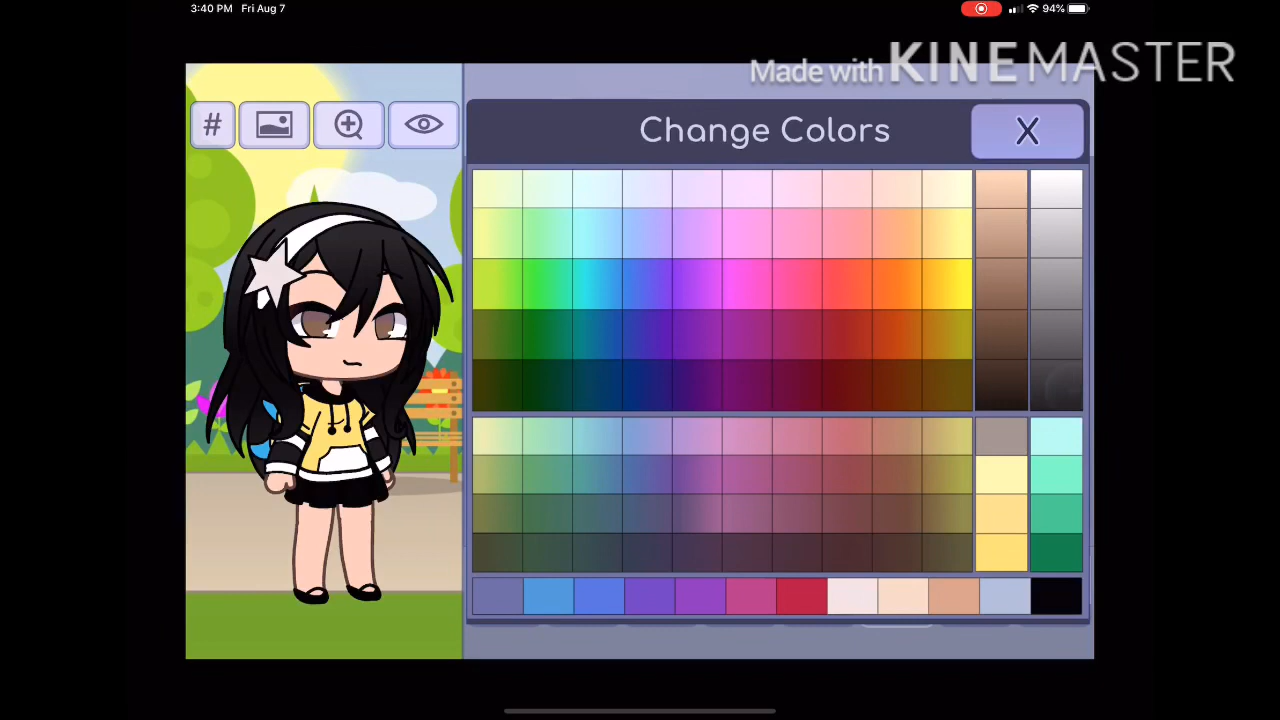 3:40 PM Fri Aug 7
94%
Made with KINEMASTER
#
Change Colors
X